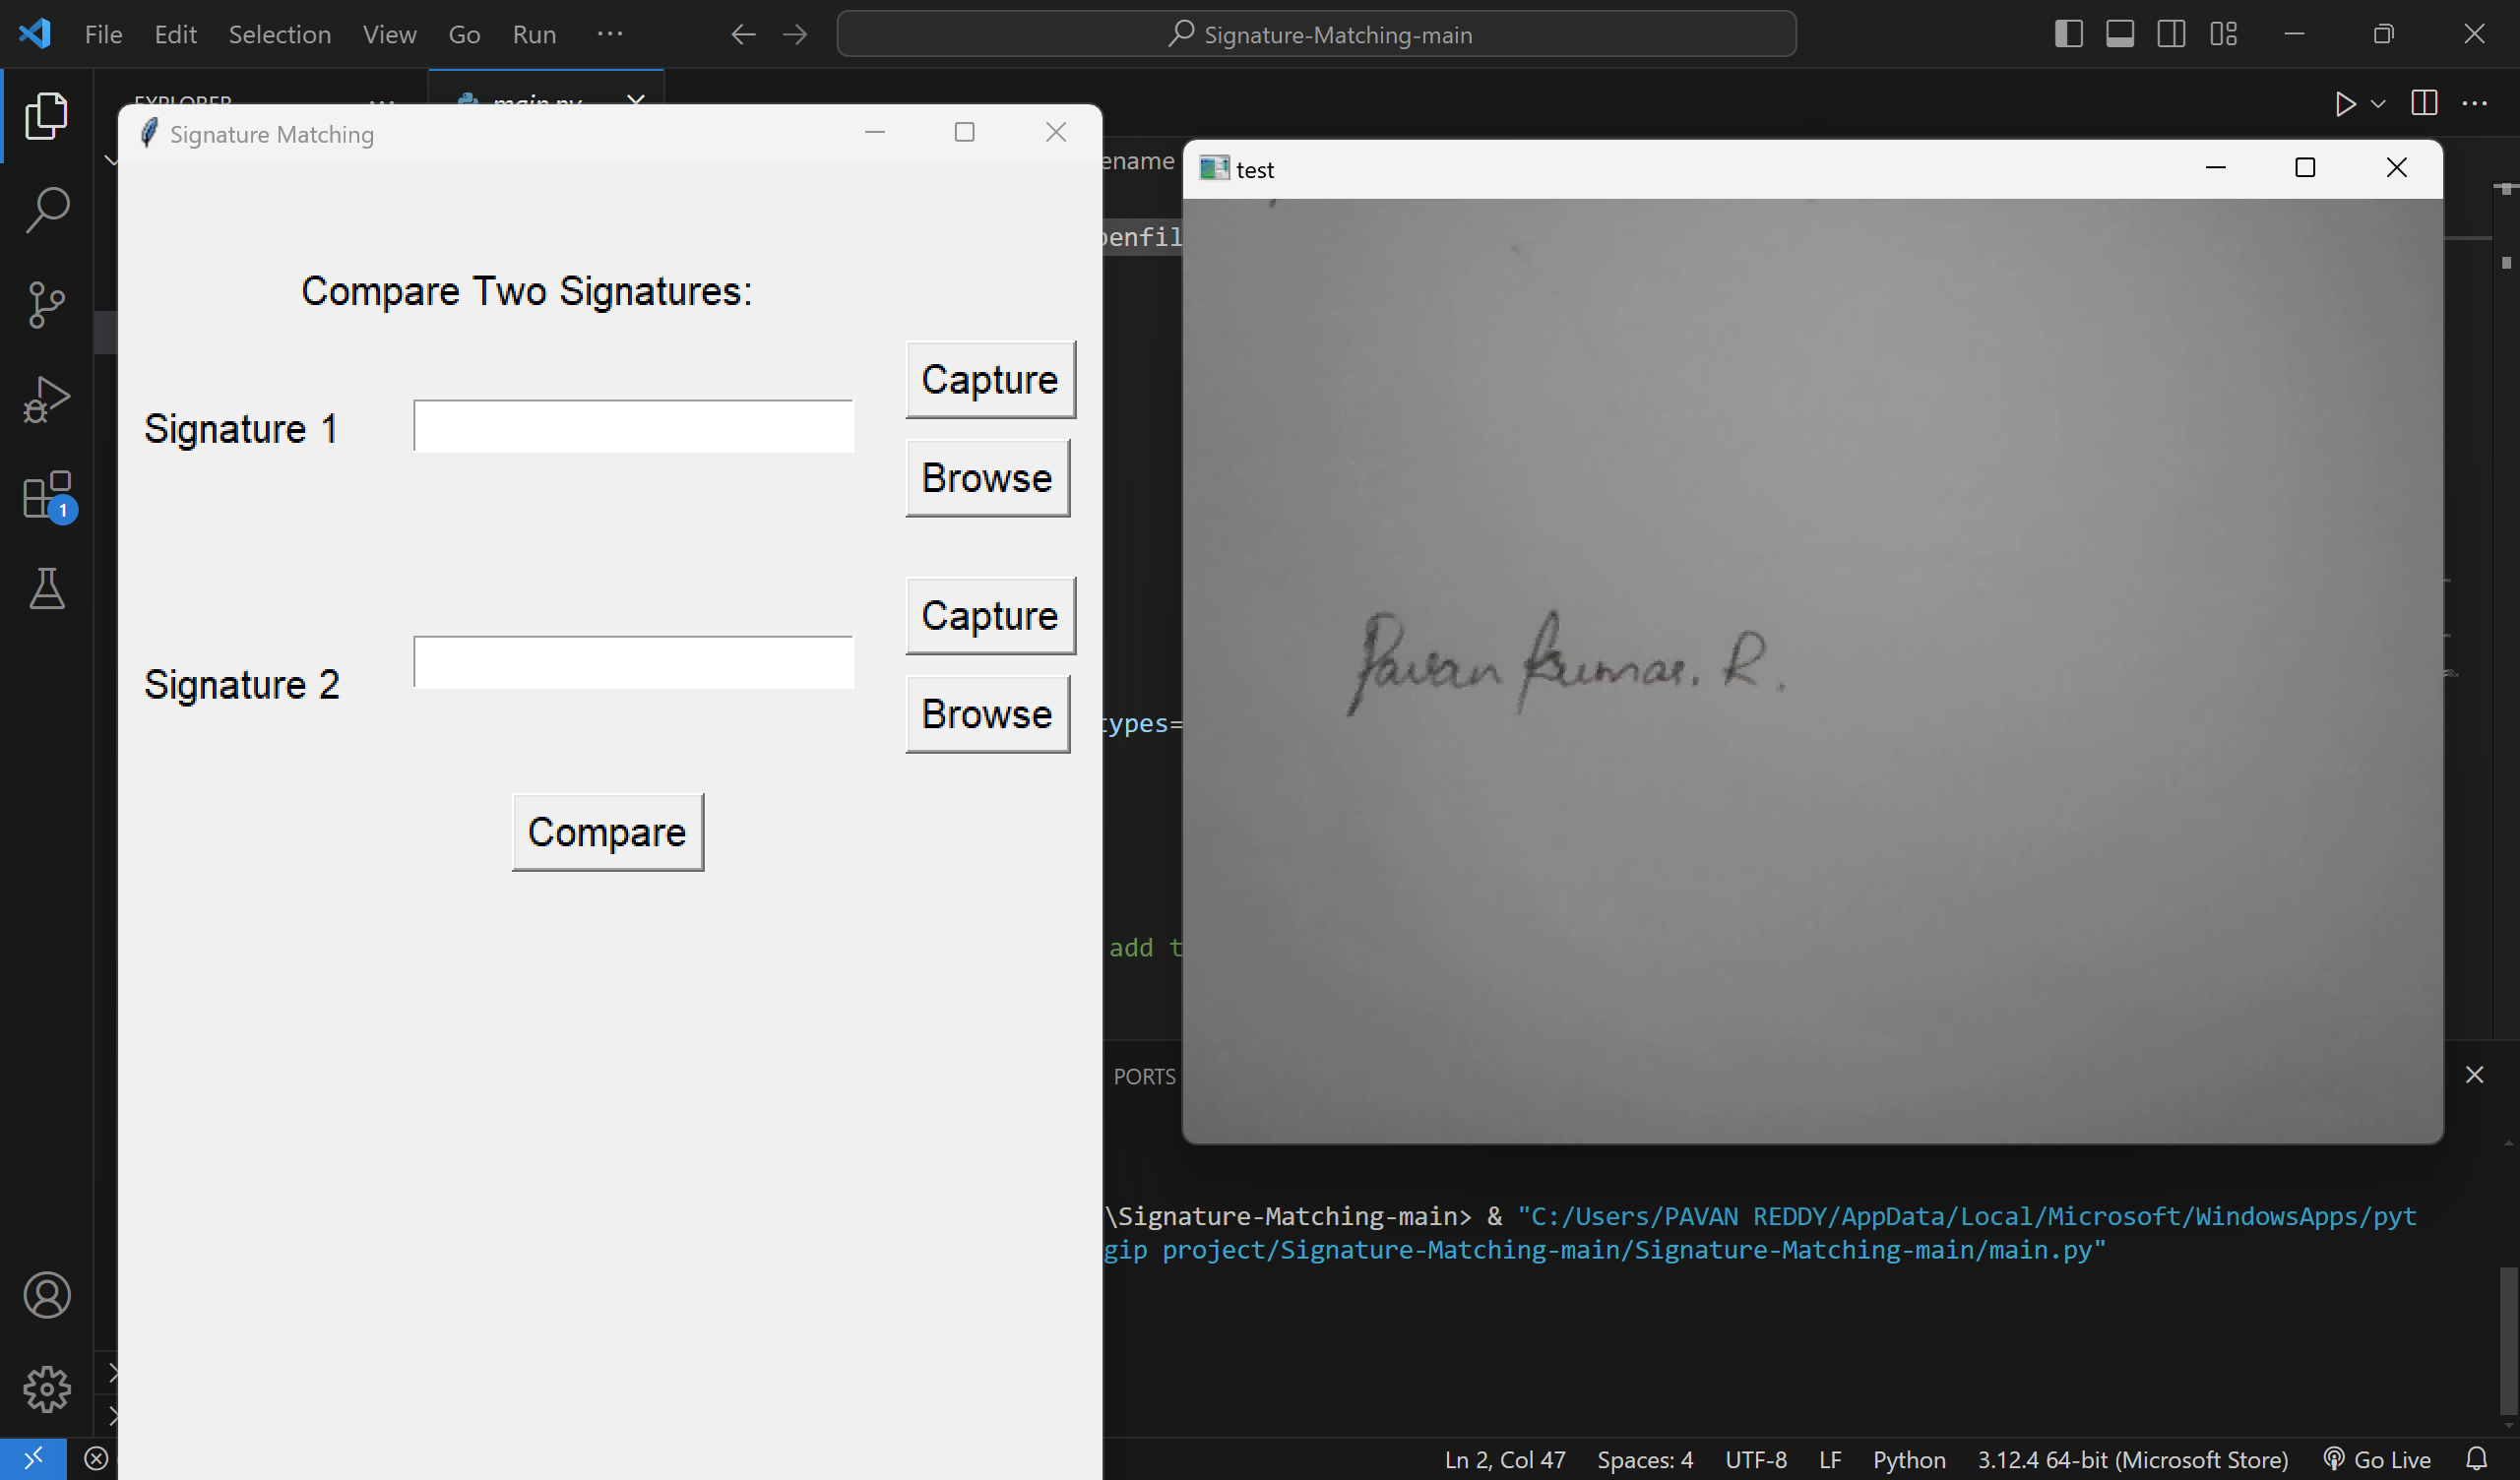 File Edit Selection View Go Run ··· Signature-Matching-main
EXPLORER ··· main.py
Signature Matching
ename
test
penfil
Compare Two Signatures:
Capture
Signature 1
Browse
1
Capture
Signature 2
Browse
types=
Compare
Pavan Kumar. R.
add t
PORTS
\Signature-Matching-main> & "C:/Users/PAVAN REDDY/AppData/Local/Microsoft/WindowsApps/pyt
gip project/Signature-Matching-main/Signature-Matching-main/main.py"
Ln 2, Col 47 Spaces: 4 UTF-8 LF Python 3.12.4 64-bit (Microsoft Store) Go Live